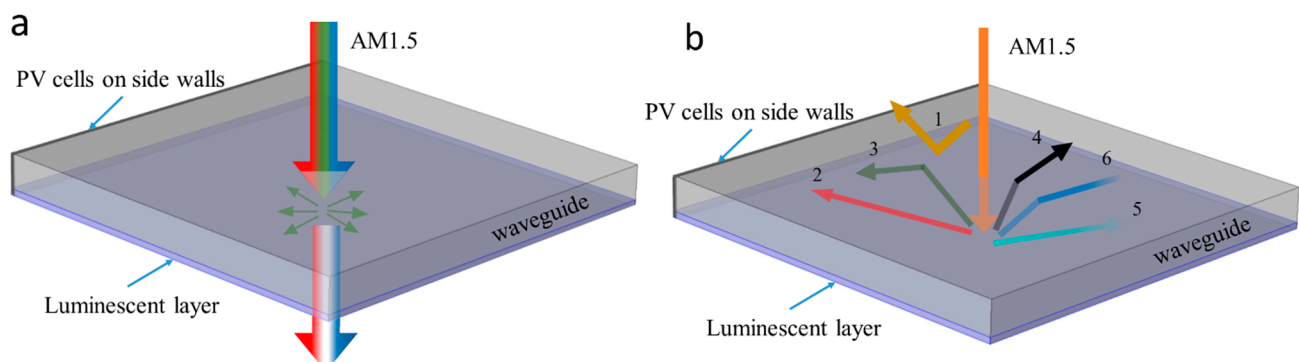 a
AM1.5
PV cells on side walls
waveguide
Luminescent layer
b
AM1.5
PV cells on side walls
1
4
3
6
2
5
waveguide
Luminescent layer